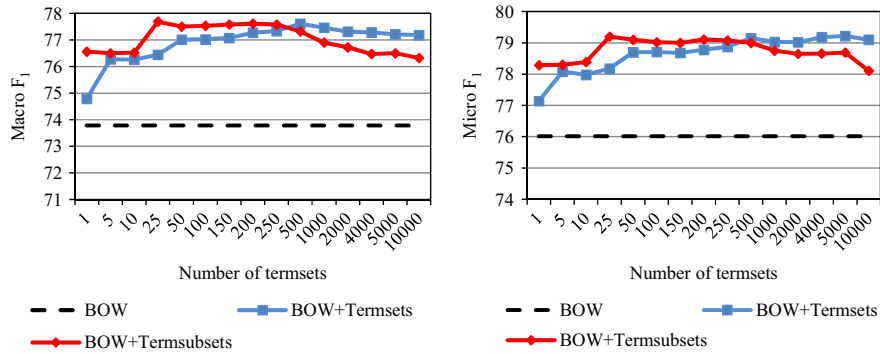 Macro F1
78
77
76
75
74
73
72
71
1 5 10 25 50 100 150 200 250 500 1000 2000 4000 5000 10000
Number of termsets
BOW BOW+Termsets
BOW+Termsubsets
Micro F1
80
79
78
77
76
75
74
1 5 10 25 50 100 150 200 250 500 1000 2000 4000 5000 10000
Number of termsets
BOW BOW+Termsets
BOW+Termsubsets